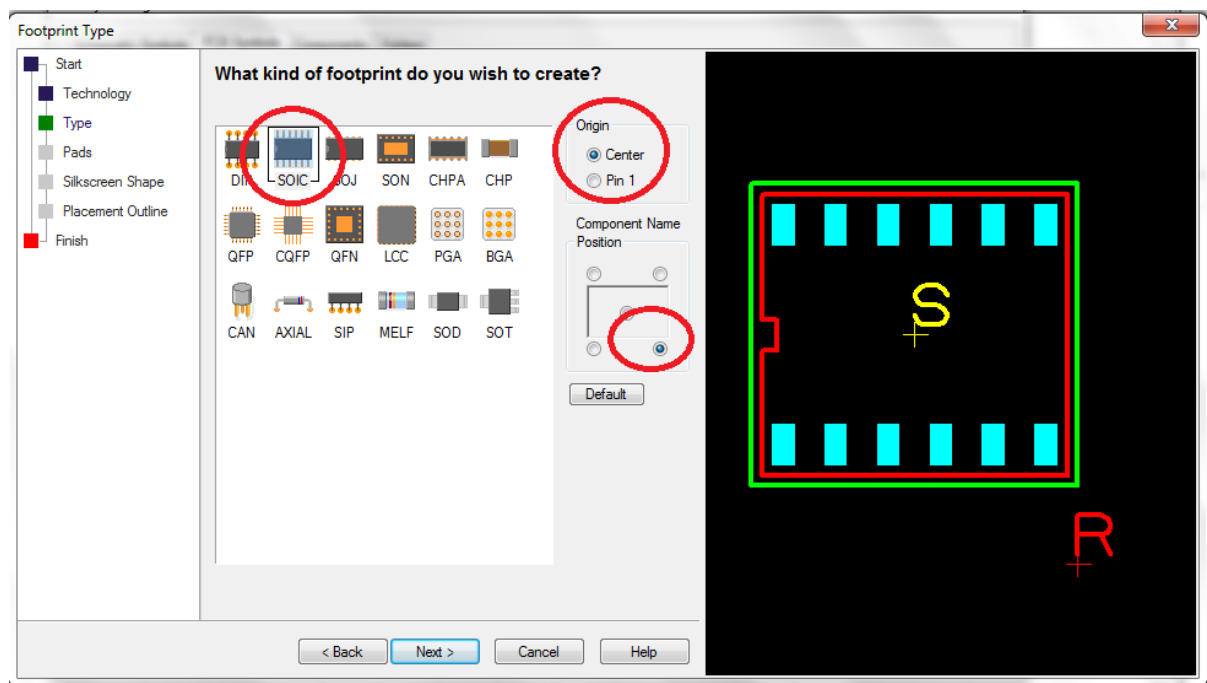 Footprint Type
Start
Technology
Type
Pads
Silkscreen Shape
Placement Outline
Finish
What kind of footprint do you wish to create?
DIP SOIC SOJ SON CHPA CHP
QFP CQFP QFN LCC PGA BGA
CAN AXIAL SIP MELF SOD SOT
Origin
Center
Pin 1
Component Name
Position
Default
S
R
< Back Next > Cancel Help